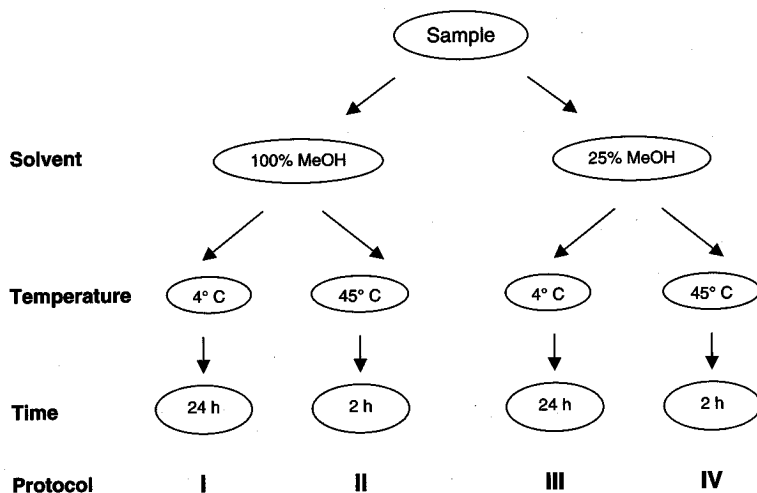 Sample
Solvent 100% MeOH 25% MeOH
Temperature 4° C 45° C 4° C 45° C
Time 24 h 2 h 24 h 2 h
Protocol I II III IV